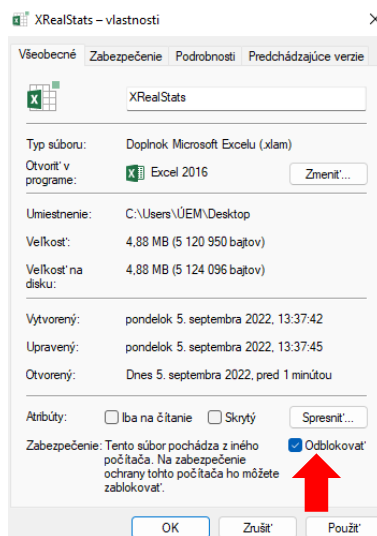 XRealStats – vlastnosti
Všeobecné Zabezpečenie Podrobnosti Predchádzajúce verzie
XRealStats
Typ súboru: Doplnok Microsoft Excelu (.xlam)
Otvoriť v programe: Excel 2016 Zmeniť...
Umiestnenie: C:\Users\ÚEM\Desktop
Veľkosť: 4,88 MB (5 120 950 bajtov)
Veľkosť na disku: 4,88 MB (5 124 096 bajtov)
Vytvorený: pondelok 5. septembra 2022, 13:37:42
Upravený: pondelok 5. septembra 2022, 13:37:45
Otvorený: Dnes 5. septembra 2022, pred 1 minútou
Atribúty: Iba na čítanie Skrytý Spresniť...
Zabezpečenie: Tento súbor pochádza z iného Odblokovať
počítača. Na zabezpečenie
ochrany tohto počítača ho môžete
zablokovať.
OK Zrušiť Použiť